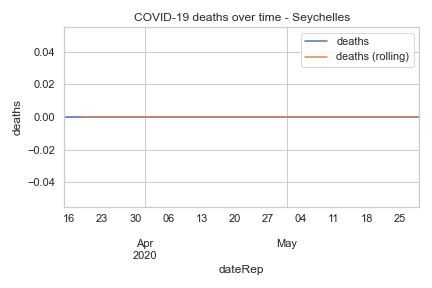 COVID-19 deaths over time - Seychelles
deaths
deaths (rolling)
0.04
0.02
0.00
−0.02
−0.04
deaths
16 23 30 06 13 20 27 04 11 18 25
Apr May
2020
dateRep